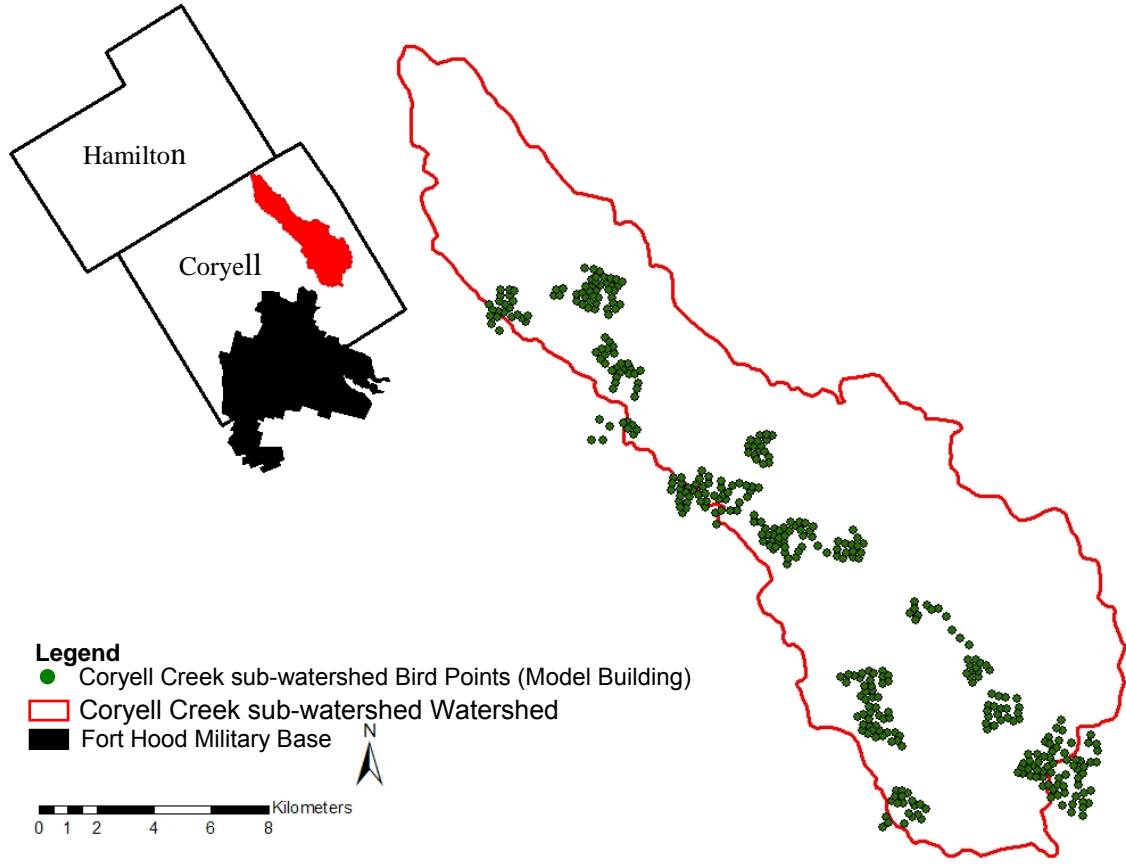 Hamilton
Coryell
Legend
Coryell Creek sub-watershed Bird Points (Model Building)
Coryell Creek sub-watershed Watershed
Fort Hood Military Base
N
Kilometers
0 1 2 4 6 8